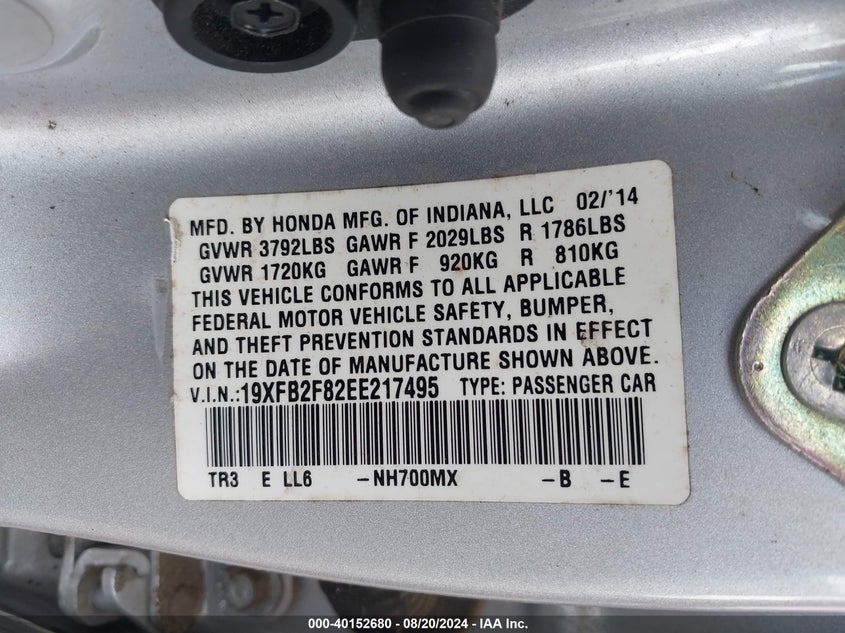 MFD. BY HONDA MFG. OF INDIANA, LLC 02/'14
GVWR 3792LBS GAWR F 2029LBS R 1786LBS
GVWR 1720KG GAWR F 920KG R 810KG
THIS VEHICLE CONFORMS TO ALL APPLICABLE
FEDERAL MOTOR VEHICLE SAFETY, BUMPER,
AND THEFT PREVENTION STANDARDS IN EFFECT
ON THE DATE OF MANUFACTURE SHOWN ABOVE.
V.I.N.:19XFB2F82EE217495 TYPE: PASSENGER CAR
TR3 E LL6 -NH700MX -B -E
000-40152680 - 08/20/2024 - IAA Inc.